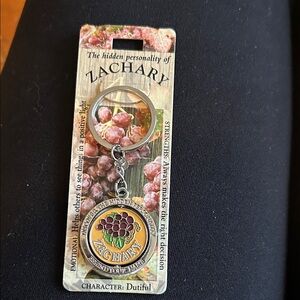 The hidden personality of
ZACHARY
EMOTIONAL: Helps others to see things in a positive light
STRENGTHS: Always makes the right decision
ZACHARY
CHARACTER: Dutiful